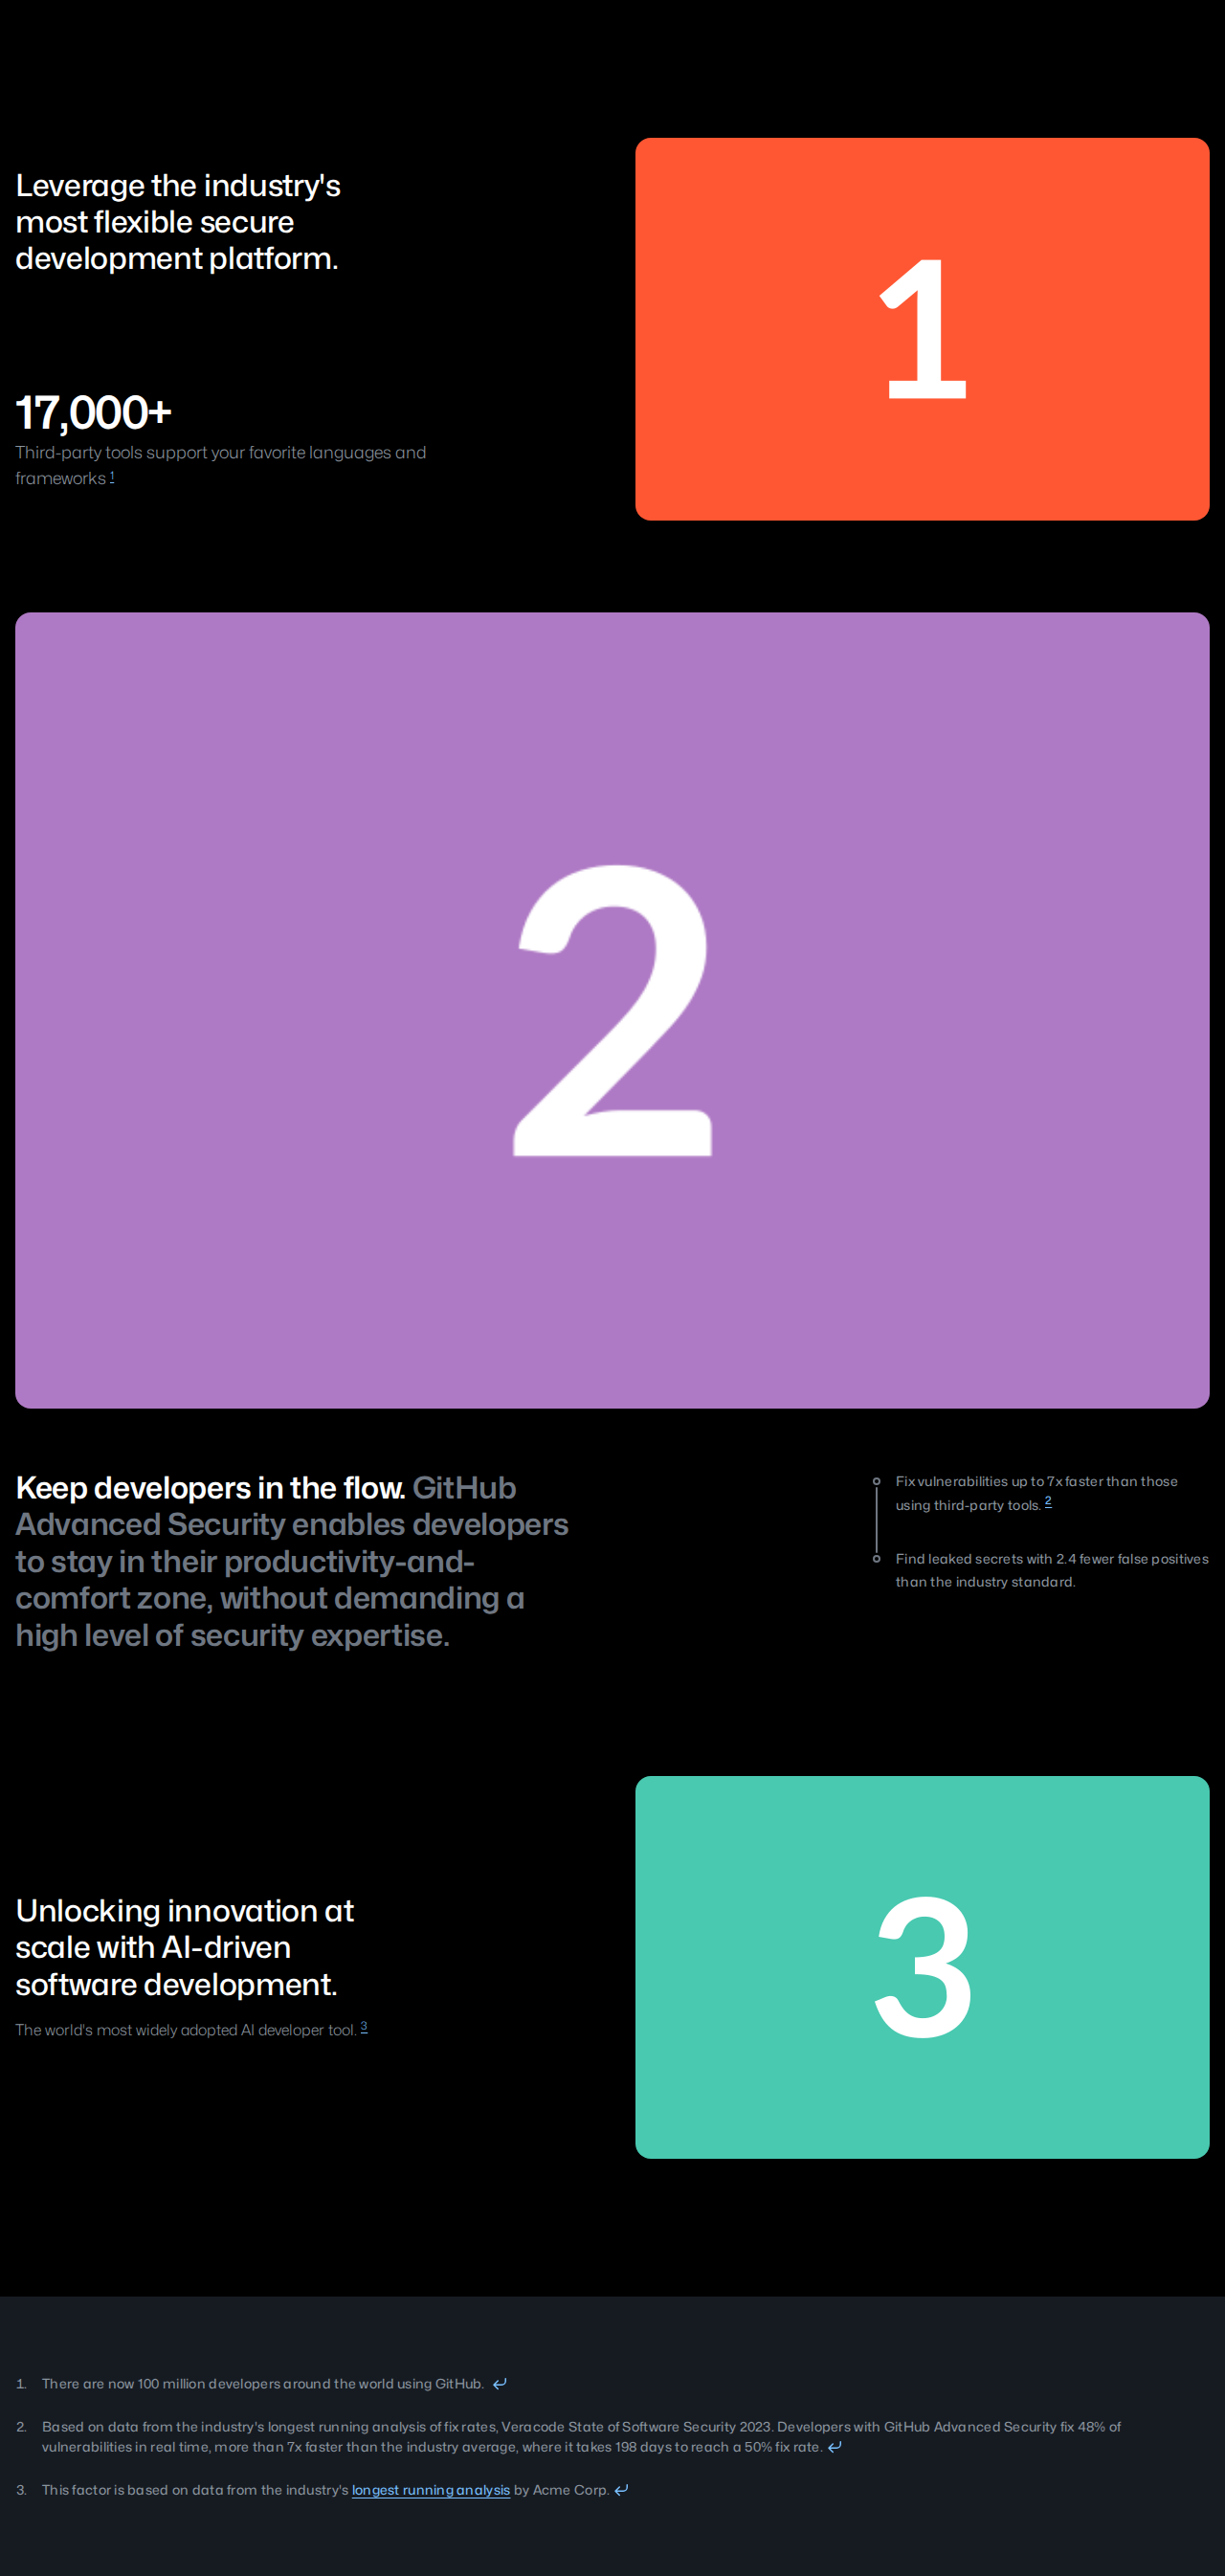 Leverage the industry's
most flexible secure
development platform.
17,000+
Third-party tools support your favorite languages and
frameworks 1
1
2
Keep developers in the flow. GitHub
Advanced Security enables developers
to stay in their productivity-and-
comfort zone, without demanding a
high level of security expertise.
Fix vulnerabilities up to 7x faster than those
using third-party tools. 2
Find leaked secrets with 2.4 fewer false positives
than the industry standard.
Unlocking innovation at
scale with AI-driven
software development.
The world's most widely adopted AI developer tool. 3
3
1. There are now 100 million developers around the world using GitHub.
2. Based on data from the industry's longest running analysis of fix rates, Veracode State of Software Security 2023. Developers with GitHub Advanced Security fix 48% of
vulnerabilities in real time, more than 7x faster than the industry average, where it takes 198 days to reach a 50% fix rate.
3. This factor is based on data from the industry's longest running analysis by Acme Corp.